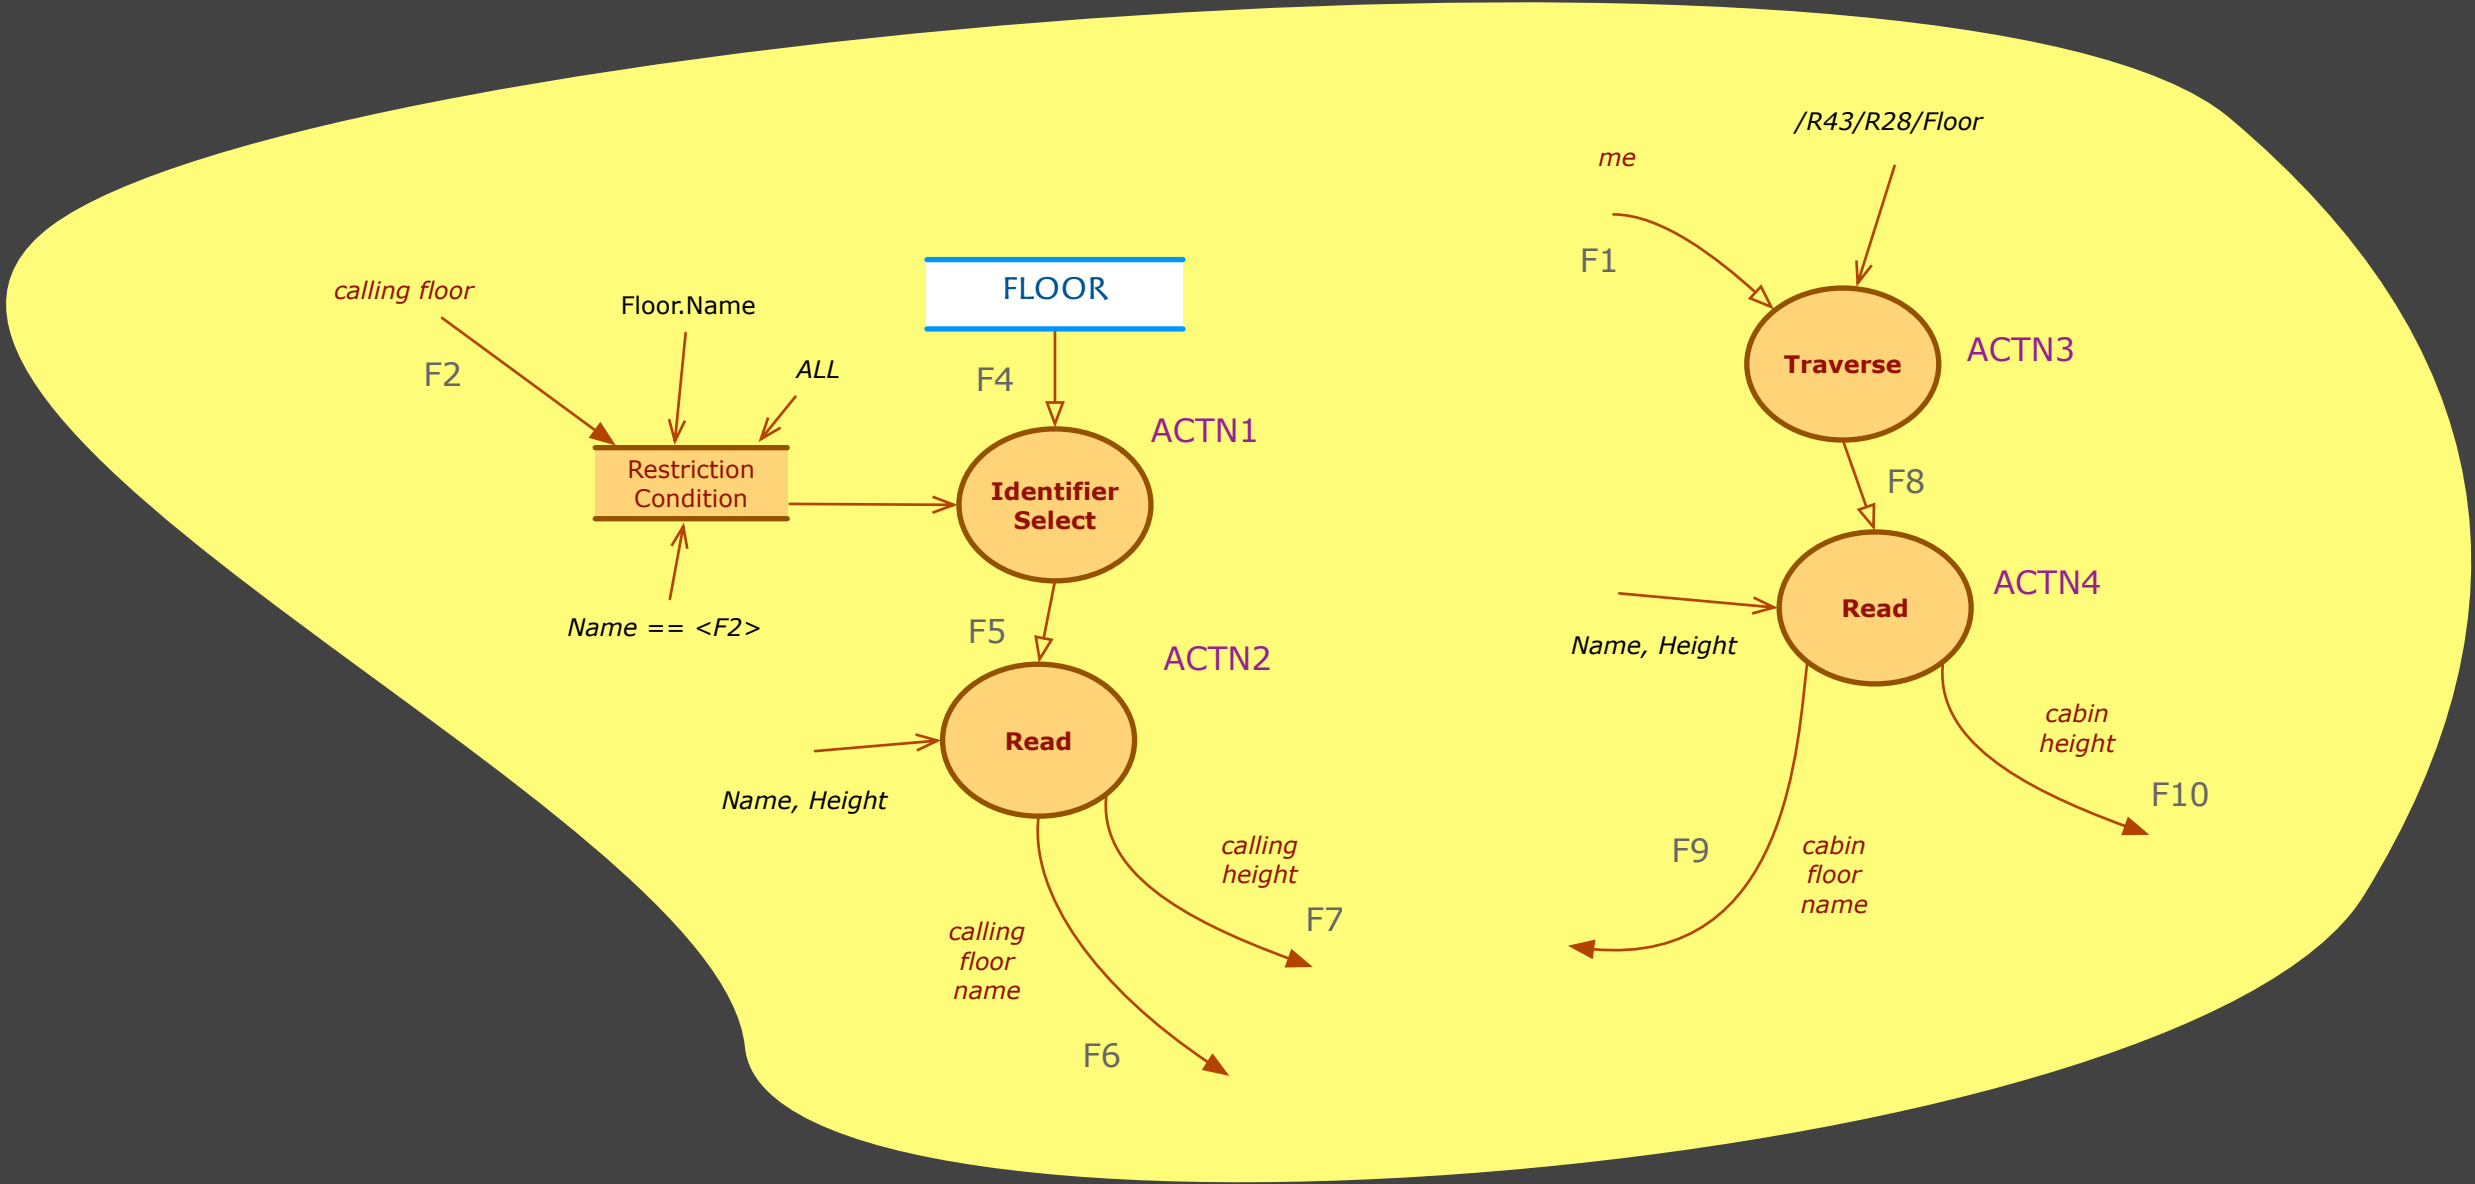 /R43/R28/Floor
me
F1
FLOOR
calling floor
Floor.Name
F2
ALL
F4
ACTN1
Restriction
Condition
Identifier
Select
Name == <F2>
F5
ACTN2
Read
Name, Height
calling
height
F7
calling
floor
name
F6
Traverse
ACTN3
F8
ACTN4
Read
Name, Height
cabin
height
F10
F9
cabin
floor
name